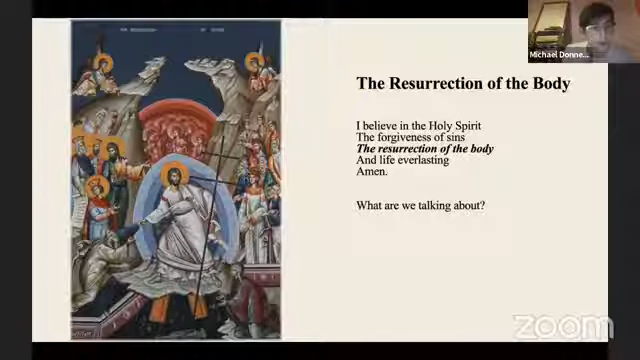 Michael Donne...
The Resurrection of the Body
I believe in the Holy Spirit
The forgiveness of sins
The resurrection of the body
And life everlasting
Amen.
What are we talking about?
zoom